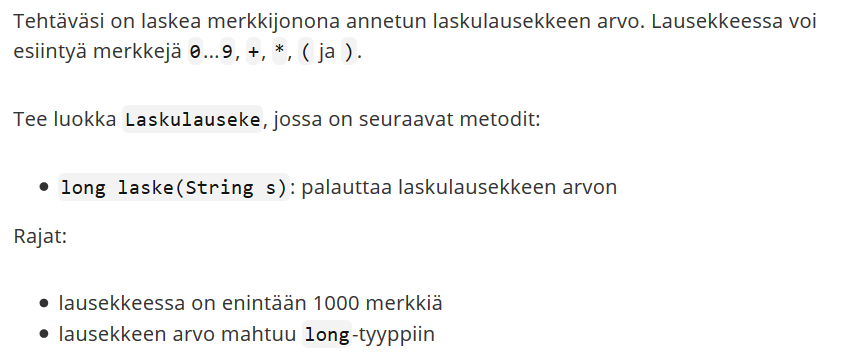 Tehtäväsi on laskea merkkijonona annetun laskulausekkeen arvo. Lausekkeessa voi
esiintyä merkkejä 0...9, +, *, ( ja ).
Tee luokka Laskulauseke, jossa on seuraavat metodit:
• long laske(String s): palauttaa laskulausekkeen arvon
Rajat:
• lausekkeessa on enintään 1000 merkkiä
• lausekkeen arvo mahtuu long-tyyppiin